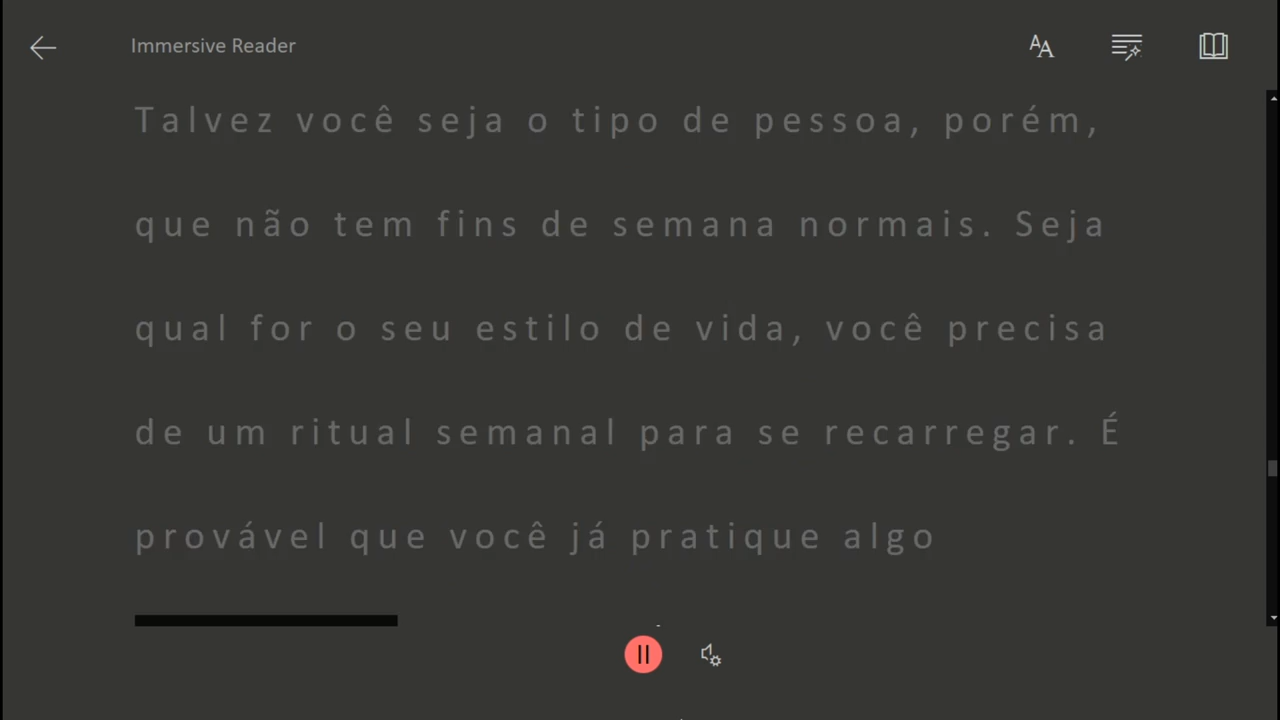 Immersive Reader
Talvez você seja o tipo de pessoa, porém,
que não tem fins de semana normais. Seja
qual for o seu estilo de vida, você precisa
de um ritual semanal para se recarregar. É
provável que você já pratique algo